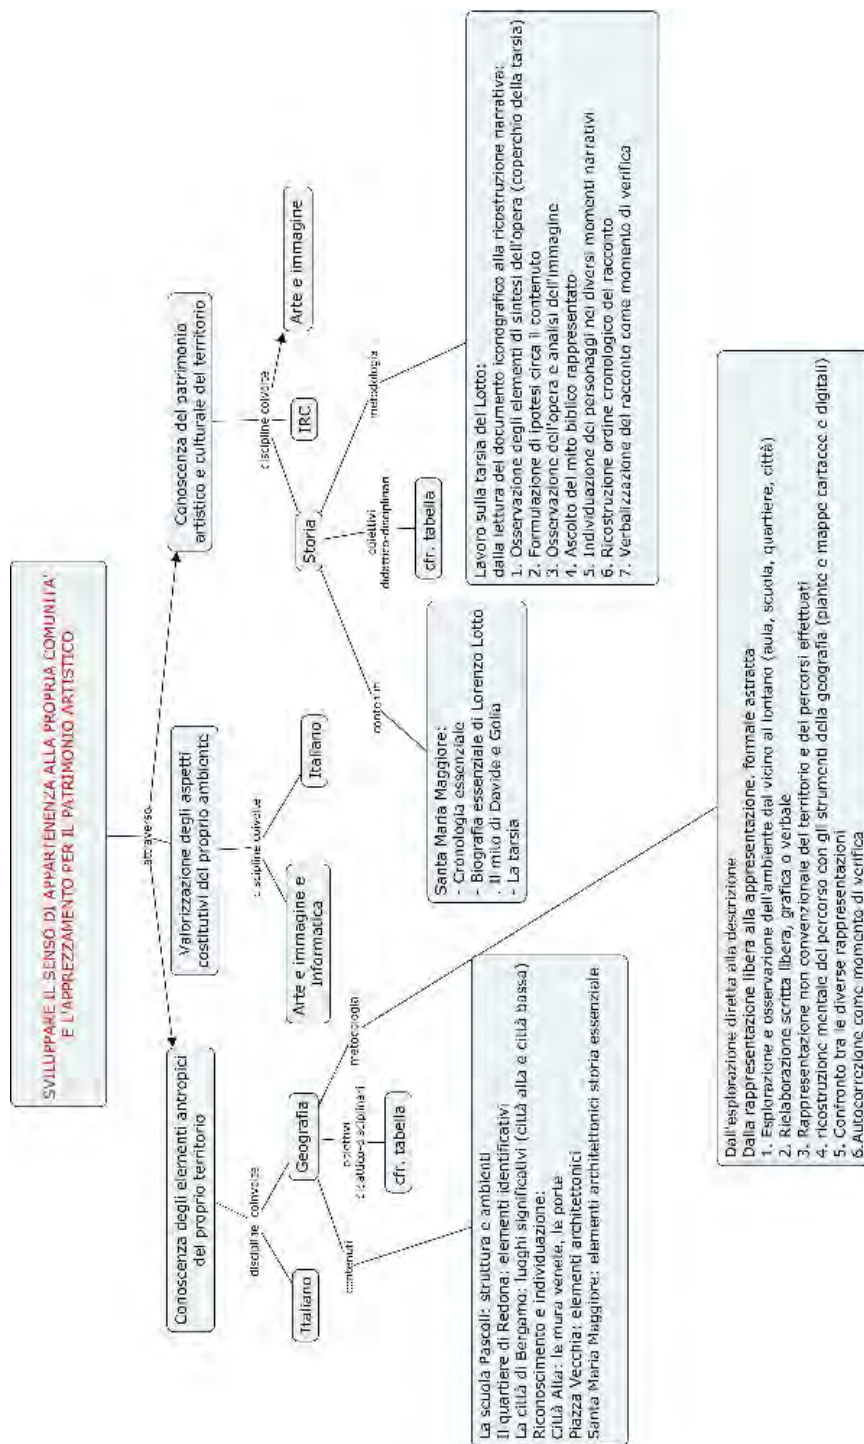 SVILUPPARE IL SENSO DI APPARTENENZA ALLA PROPRIA COMUNITA'
E L'APPREZZAMENTO PER IL PATRIMONIO ARTISTICO
attraverso
Conoscenza degli elementi antropici
del proprio territorio
Valorizzazione degli aspetti
costitutivi del proprio ambiente
Conoscenza del patrimonio
artistico e culturale del territorio
discipline coinvolte
discipline coinvolte
discipline coinvolte
Italiano
Geografia
Arte e immagine e
Informatica
Italiano
Storia
IRC
Arte e immagine
contenuti
obiettivi
didattico-disciplinari
metodologia
contenuti
obiettivi
didattico-disciplinari
metodologia
cfr. tabella
cfr. tabella
La scuola Pascoli: struttura e ambienti
Il quartiere di Redona: elementi identificativi
La città di Bergamo: luoghi significativi (città alta e città bassa)
Riconoscimento e individuazione:
Città Alta: le mura venete, le porte
Piazza Vecchia: elementi architettonici
Santa Maria Maggiore: elementi architettonici storia essenziale
Santa Maria Maggiore:
- Cronologia essenziale
- Biografia essenziale di Lorenzo Lotto
- Il mito di Davide e Golia
- La tarsia
Lavoro sulla tarsia del Lotto:
dalla lettura del documento iconografico alla ricostruzione narrativa:
1. Osservazione degli elementi di sintesi dell'opera (coperchio della tarsia)
2. Formulazione di ipotesi circa il contenuto
3. Osservazione dell'opera e analisi dell'immagine
4. Ascolto del mito biblico rappresentato
5. Individuazione dei personaggi nei diversi momenti narrativi
6. Ricostruzione ordine cronologico del racconto
7. Verbalizzazione del racconto come momento di verifica
Dall'esplorazione diretta alla descrizione:
Dalla rappresentazione libera alla appresentazione, formale astratta
1. Esplorazione e osservazione dell'ambiente dal vicino al lontano (aula, scuola, quartiere, città)
2. Rielaborazione scritta libera, grafica o verbale
3. Rappresentazione non convenzionale del territorio e dei percorsi effettuati
4. ricostruzione mentale del percorso con gli strumenti della geografia (piante e mappe cartacee e digitali)
5. Confronto tra le diverse rappresentazioni
6.Autocorrezione come momento di verifica